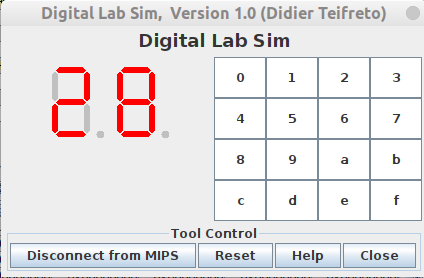 Digital Lab Sim, Version 1.0 (Didier Teifreto)
Digital Lab Sim
28
0 1 2 3
4 5 6 7
8 9 a b
c d e f
Tool Control
Disconnect from MIPS Reset Help Close